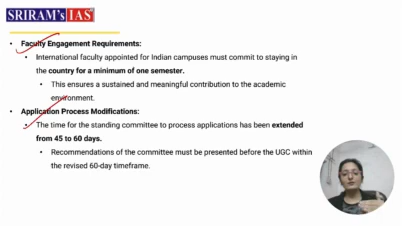 SRIRAM's IAS
• Faculty Engagement Requirements:
• International faculty appointed for Indian campuses must commit to staying in
the country for a minimum of one semester.
• This ensures a sustained and meaningful contribution to the academic
environment.
• Application Process Modifications:
• The time for the standing committee to process applications has been extended
from 45 to 60 days.
• Recommendations of the committee must be presented before the UGC within
the revised 60-day timeframe.